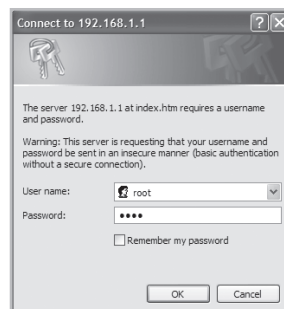 Connect to 192.168.1.1
The server 192.168.1.1 at index.htm requires a username
and password.
Warning: This server is requesting that your username and
password be sent in an insecure manner (basic authentication
without a secure connection).
User name:
root
Password:
••••
Remember my password
OK
Cancel